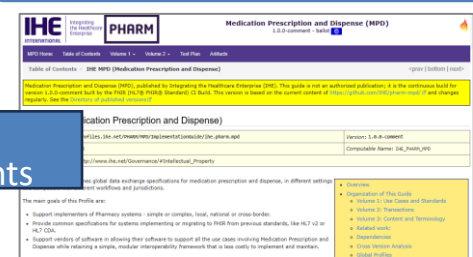 IHE
INTERNATIONAL
Integrating
the Healthcare
Enterprise
PHARM
Medication Prescription and Dispense (MPD)
1.0.0-comment - ballot
MPD Home Table of Contents Volume 1 Volume 2 Test Plan Artifacts
Table of Contents IHE MPD (Medication Prescription and Dispense)
<prev | bottom | next>
Medication Prescription and Dispense (MPD), published by Integrating the Healthcare Enterprise (IHE). This guide is not an authorized publication; it is the continuous build for
version 1.0.0-comment built by the FHIR (HL7® FHIR® Standard) CI Build. This version is based on the current content of https://github.com/IHE/pharm-mpd/ and changes
regularly. See the Directory of published versions
ication Prescription and Dispense)
rofiles.ihe.net/PHARM/MPD/ImplementationGuide/ihe.pharm.mpd
Version: 1.0.0-comment
Computable Name: IHE_PHARM_MPD
nts
ttp://www.ihe.net/Governance/#Intellectual_Property
es global data exchange specifications for medication prescription and dispense, in different settings
rent workflows and jurisdictions.
The main goals of this Profile are:
• Support implementers of Pharmacy systems - simple or complex, local, national or cross-border.
• Provide common specifications for systems implementing or migrating to FHIR from previous standards, like HL7 v2 or
HL7 CDA.
• Support vendors of software in allowing their software to support all the use cases involving Medication Prescription and
Dispense while retaining a simple, modular interoperability framework that is less costly to implement and maintain.
• Overview
• Organization of This Guide
• Volume 1: Use Cases and Standards
• Volume 2: Transactions
• Volume 3: Content and Terminology
• Related work:
• Dependencies
• Cross Version Analysis
• Global Profiles